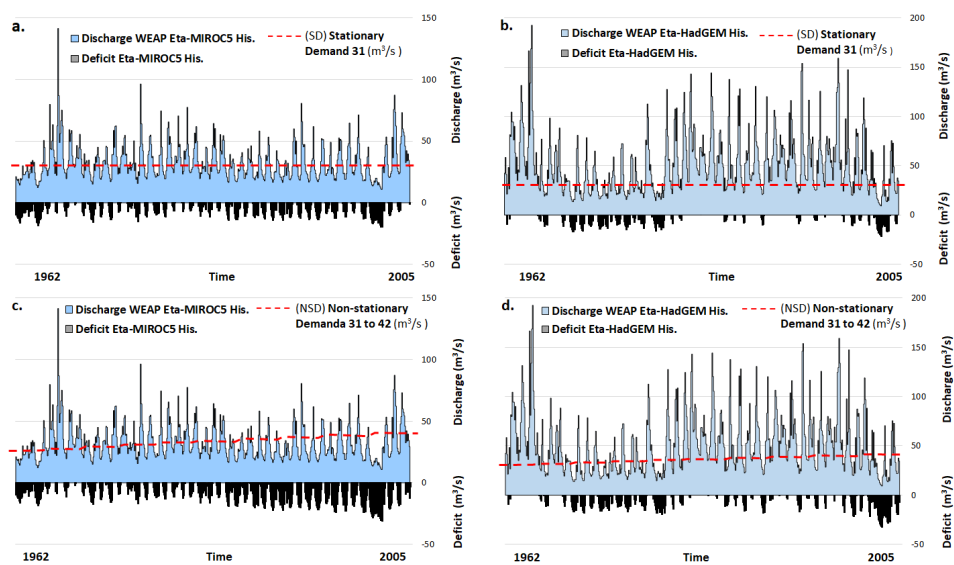 a.
Discharge WEAP Eta-MIROC5 His.
Deficit Eta-MIROC5 His.
(SD) Stationary
Demand 31 (m³/s)
150
100
50
0
-50
Discharge (m³/s)
Deficit (m³/s)
1962
Time
2005
b.
Discharge WEAP Eta-HadGEM His.
Deficit Eta-HadGEM His.
(SD) Stationary
Demand 31 (m³/s)
200
150
100
50
0
-50
Discharge (m³/s)
Deficit (m³/s)
1962
Time
2005
c.
Discharge WEAP Eta-MIROC5 His.
Deficit Eta-MIROC5 His.
(NSD) Non-stationary
Demanda 31 to 42 (m³/s)
150
100
50
0
-50
Discharge (m³/s)
Deficit (m³/s)
1962
Time
2005
d.
Discharge WEAP Eta-HadGEM His.
Deficit Eta-HadGEM His.
(NSD) Non-stationary
Demand 31 to 42 (m³/s)
200
150
100
50
0
-50
Discharge (m³/s)
Deficit (m³/s)
1962
Time
2005